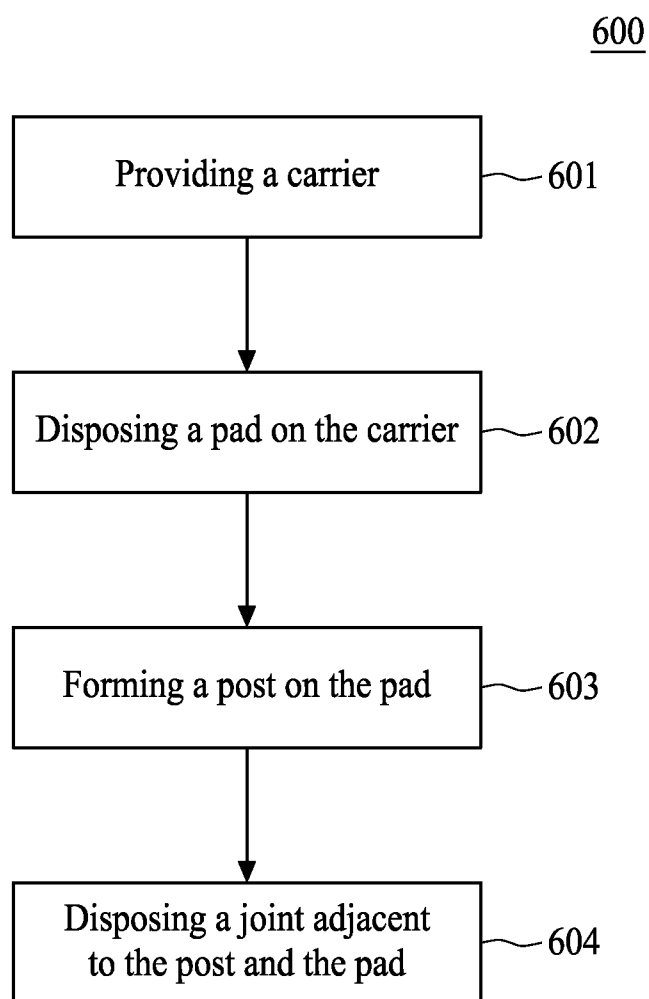 600
Providing a carrier
601
Disposing a pad on the carrier
602
Forming a post on the pad
603
Disposing a joint adjacent
to the post and the pad
604